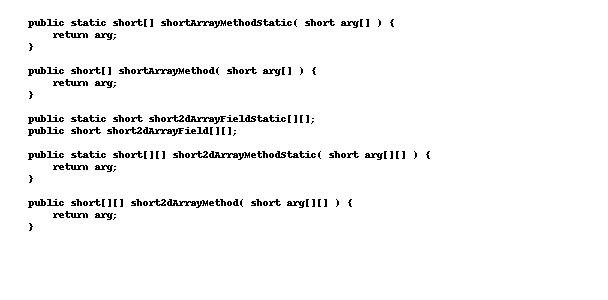 public static short[] shortArrayMethodStatic( short arg[] ) {
    return arg;
}
public short[] shortArrayMethod( short arg[] ) {
    return arg;
}
public static short short2dArrayFieldStatic[][];
public short short2dArrayField[][];
public static short[][] short2dArrayMethodStatic( short arg[][] ) {
    return arg;
}
public short[][] short2dArrayMethod( short arg[][] ) {
    return arg;
}